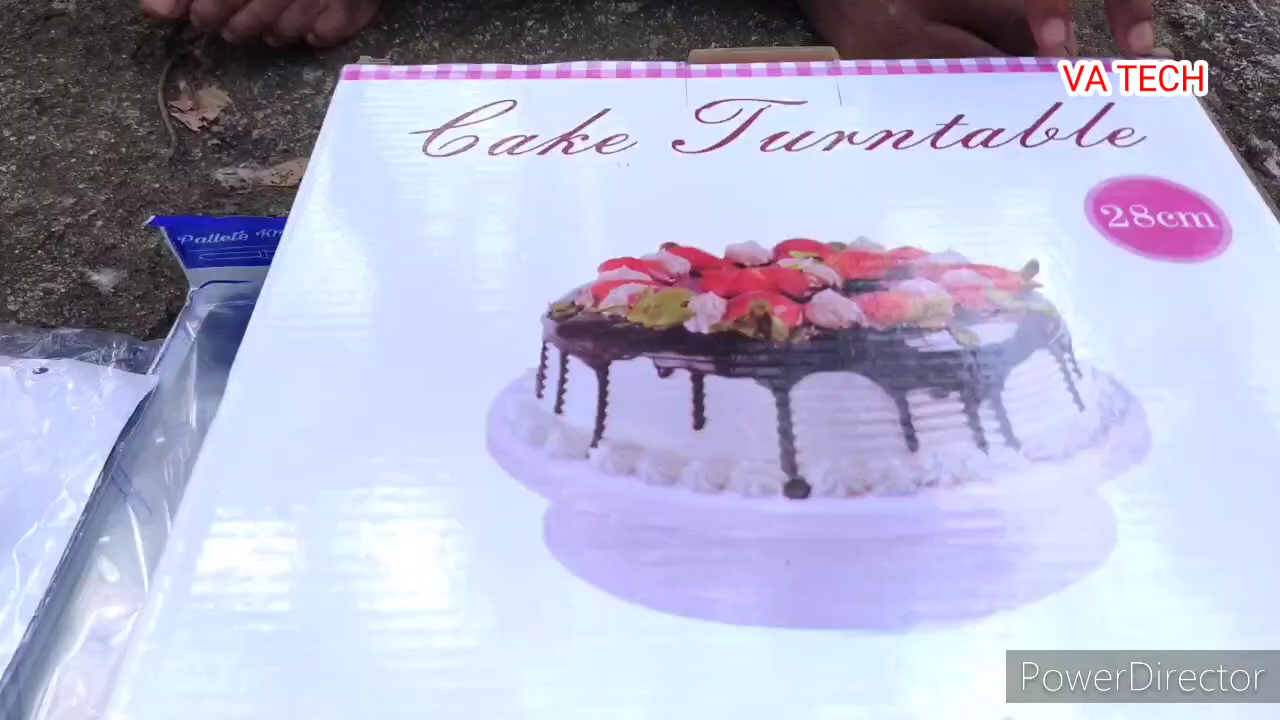 VA TECH
Cake Turntable
28cm
Pallete
PowerDirector